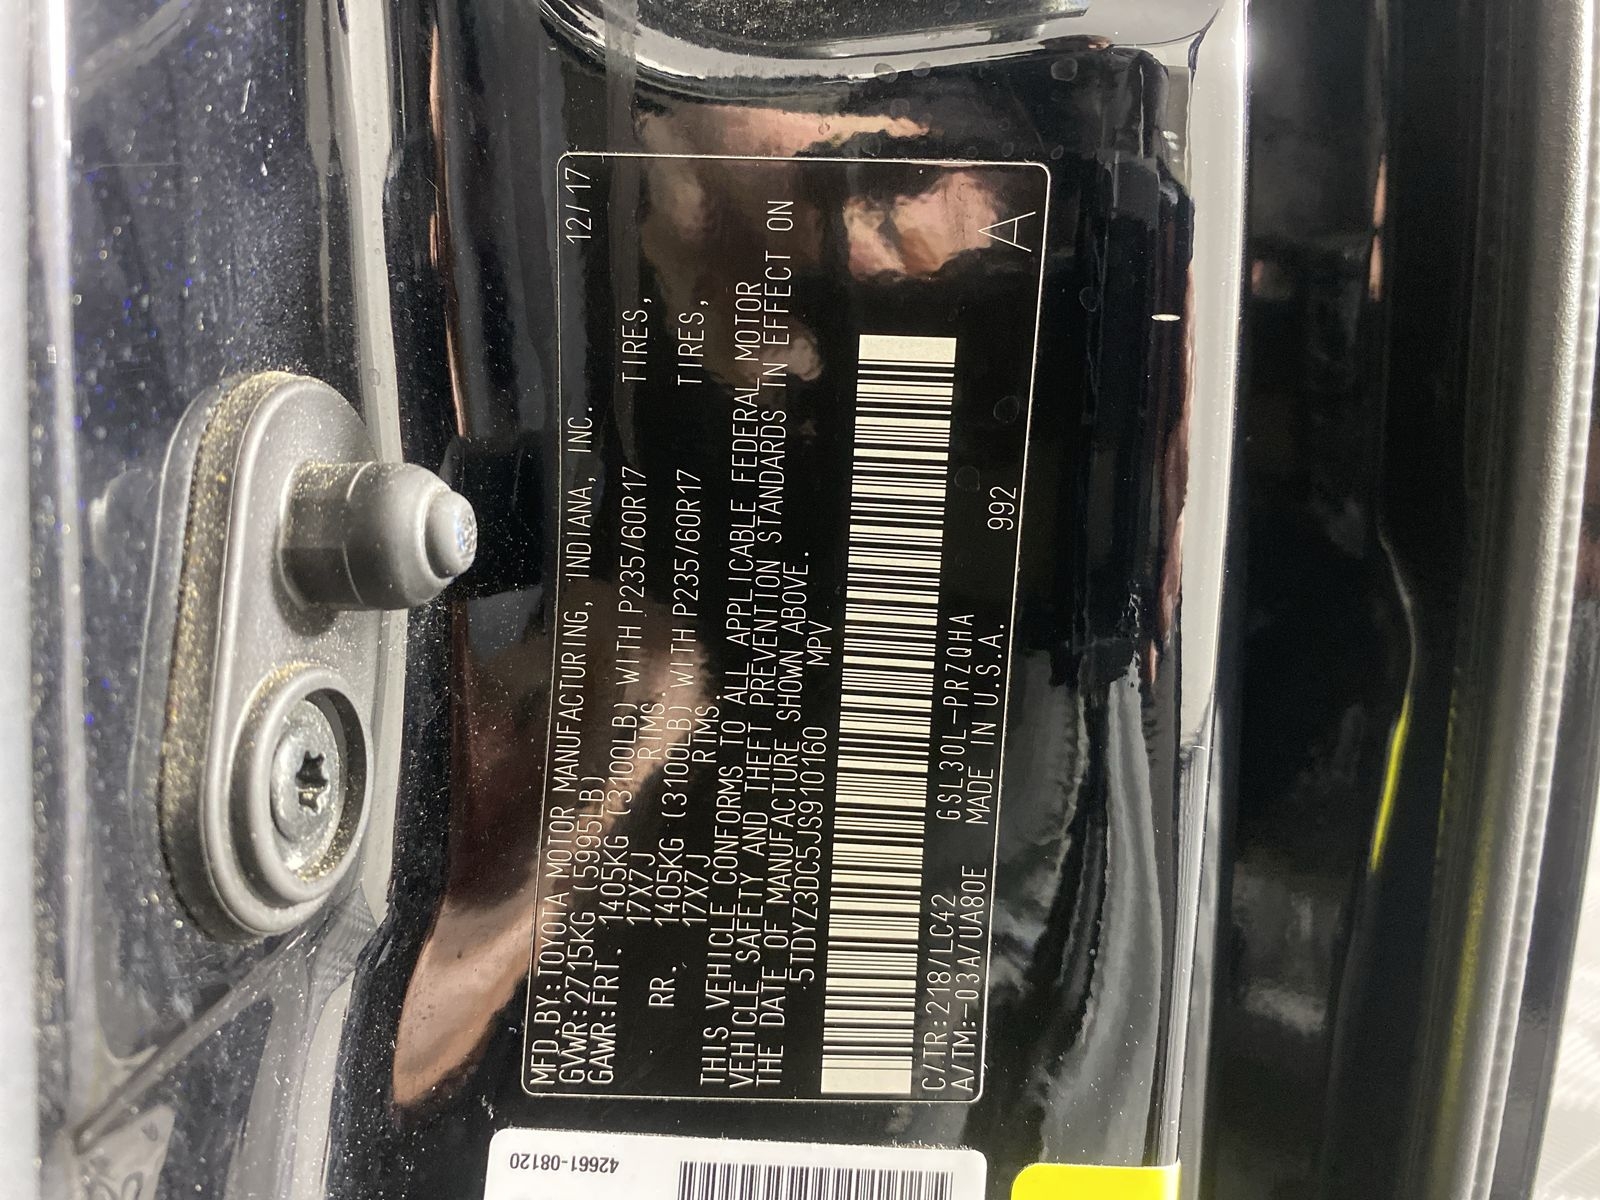 MFD.BY:TOYOTA MOTOR MANUFACTURING, INDIANA, INC. 12/17
GVWR:2715KG (5995LB)
GAWR:FRT. 1405KG (3100LB) WITH P235/60R17 TIRES,
17X7J RIMS.
RR. 1405KG (3100LB) WITH P235/60R17 TIRES,
17X7J RIMS.
THIS VEHICLE CONFORMS TO ALL APPLICABLE FEDERAL MOTOR
VEHICLE SAFETY AND THEFT PREVENTION STANDARDS IN EFFECT ON
THE DATE OF MANUFACTURE SHOWN ABOVE.
5TDYZ3DC5JS910160 MPV
C/TR:218/LC42 GSL30L-PRZQHA
A/TM:-03A/UA80E MADE IN U.S.A. 992 A
42661-08120